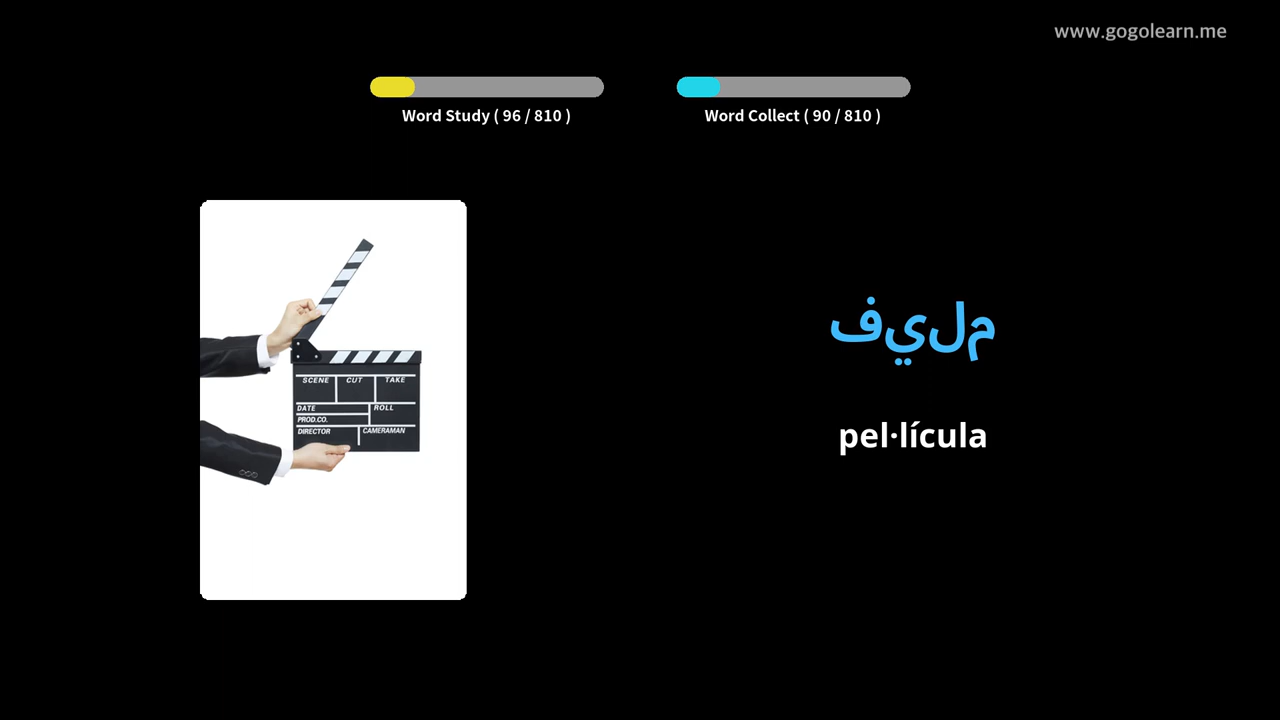 www.gogolearn.me
Word Study ( 96 / 810 )
Word Collect ( 90 / 810 )
SCENE CUT TAKE
DATE ROLL
PROD.CO.
DIRECTOR CAMERAMAN
مليف
pel·lícula